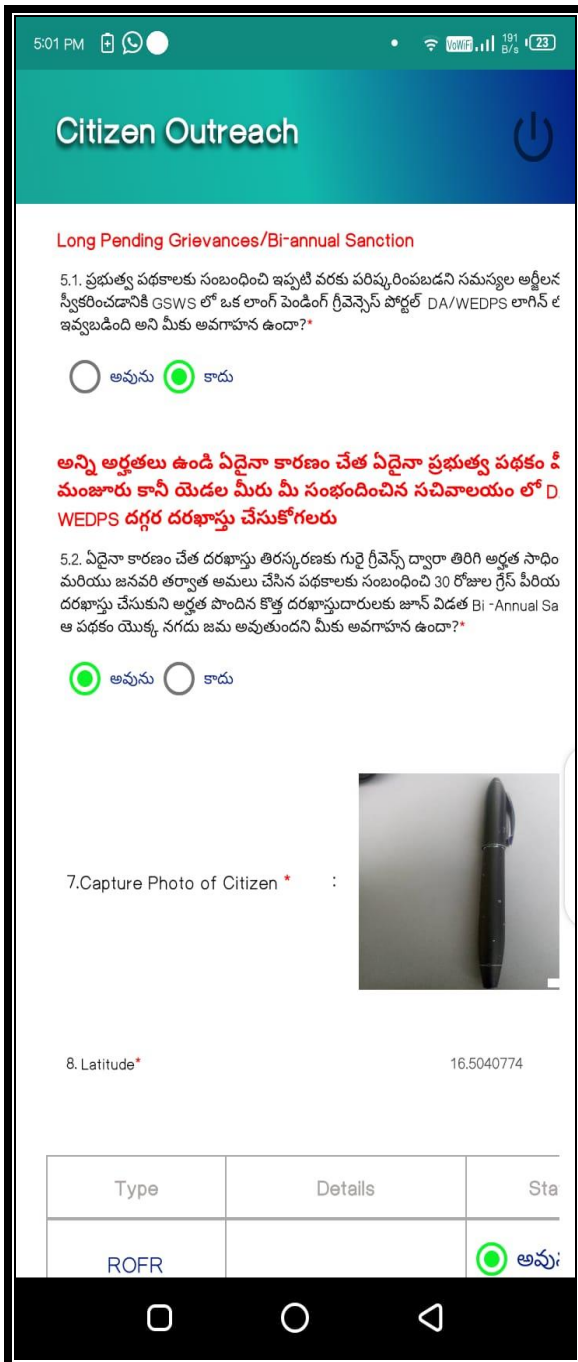 5:01 PM VoWiFi 191 B/s 23
Citizen Outreach
Long Pending Grievances/Bi-annual Sanction
5.1. ప్రభుత్వ పథకాలకు సంబంధించి ఇప్పటి వరకు పరిష్కరింపబడని సమస్యల అర్జీలన
స్వీకరించడానికి GSWS లో ఒక లాంగ్ పెండింగ్ గ్రీవెన్సెస్ పోర్టల్ DA/WEDPS లాగిన్
ఇవ్వబడింది అని మీకు అవగాహన ఉందా?*
అవును కాదు
అన్ని అర్హతలు ఉండి ఏదైనా కారణం చేత ఏదైనా ప్రభుత్వ పథకం
మంజూరు కానీ యెడల మీరు మీ సంభందించిన సచివాలయం లో D
WEDPS దగ్గర దరఖాస్తు చేసుకోగలరు
5.2. ఏదైనా కారణం చేత దరఖాస్తు తిరస్కరణకు గురై గ్రీవెన్స్ ద్వారా తిరిగి అర్హత సాధిం
మరియు జనవరి తర్వాత అమలు చేసిన పథకాలకు సంబంధించి 30 రోజుల గ్రేస్ పీరియ
దరఖాస్తు చేసుకుని అర్హత పొందిన కొత్త దరఖాస్తుదారులకు జూన్ విడత Bi -Annual Sa
ఆ పథకం యొక్క నగదు జమ అవుతుందని మీకు అవగాహన ఉందా?*
అవును కాదు
7.Capture Photo of Citizen * :
8. Latitude* 16.5040774
Type Details Sta
ROFR అవు